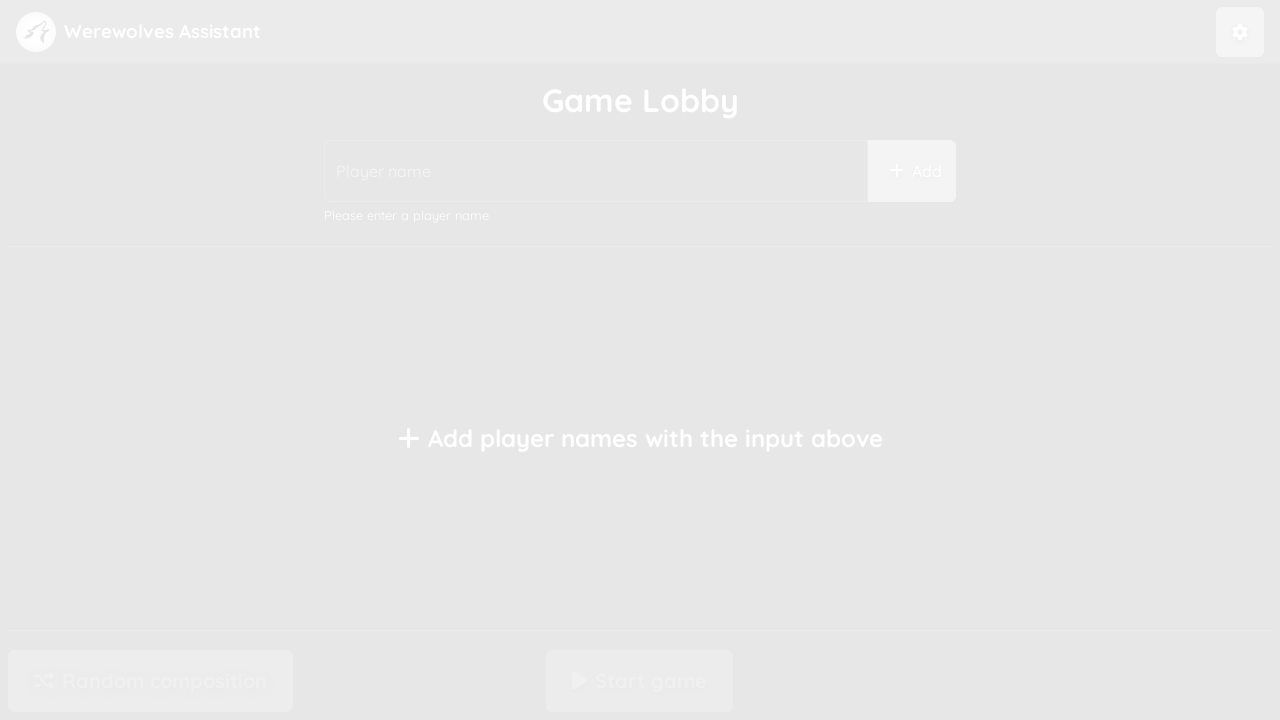 Werewolves Assistant
Game Lobby
Player name
Add
Please enter a player name
Add player names with the input above
Random composition
Start game